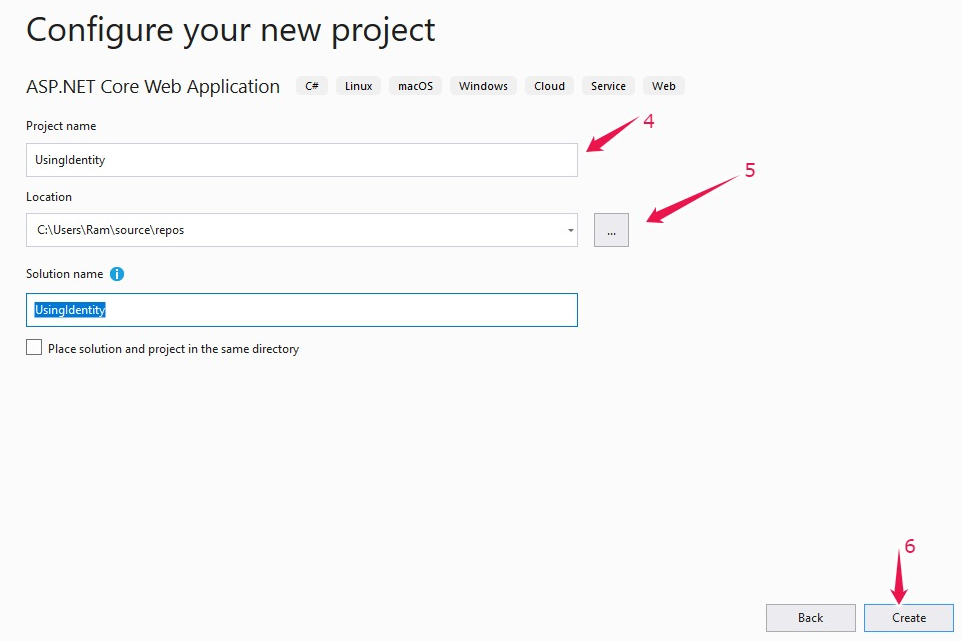 Configure your new project
ASP.NET Core Web Application C# Linux macOS Windows Cloud Service Web
Project name
4
UsingIdentity
5
Location
C:\Users\Ram\source\repos
...
Solution name i
UsingIdentity
Place solution and project in the same directory
6
Back Create